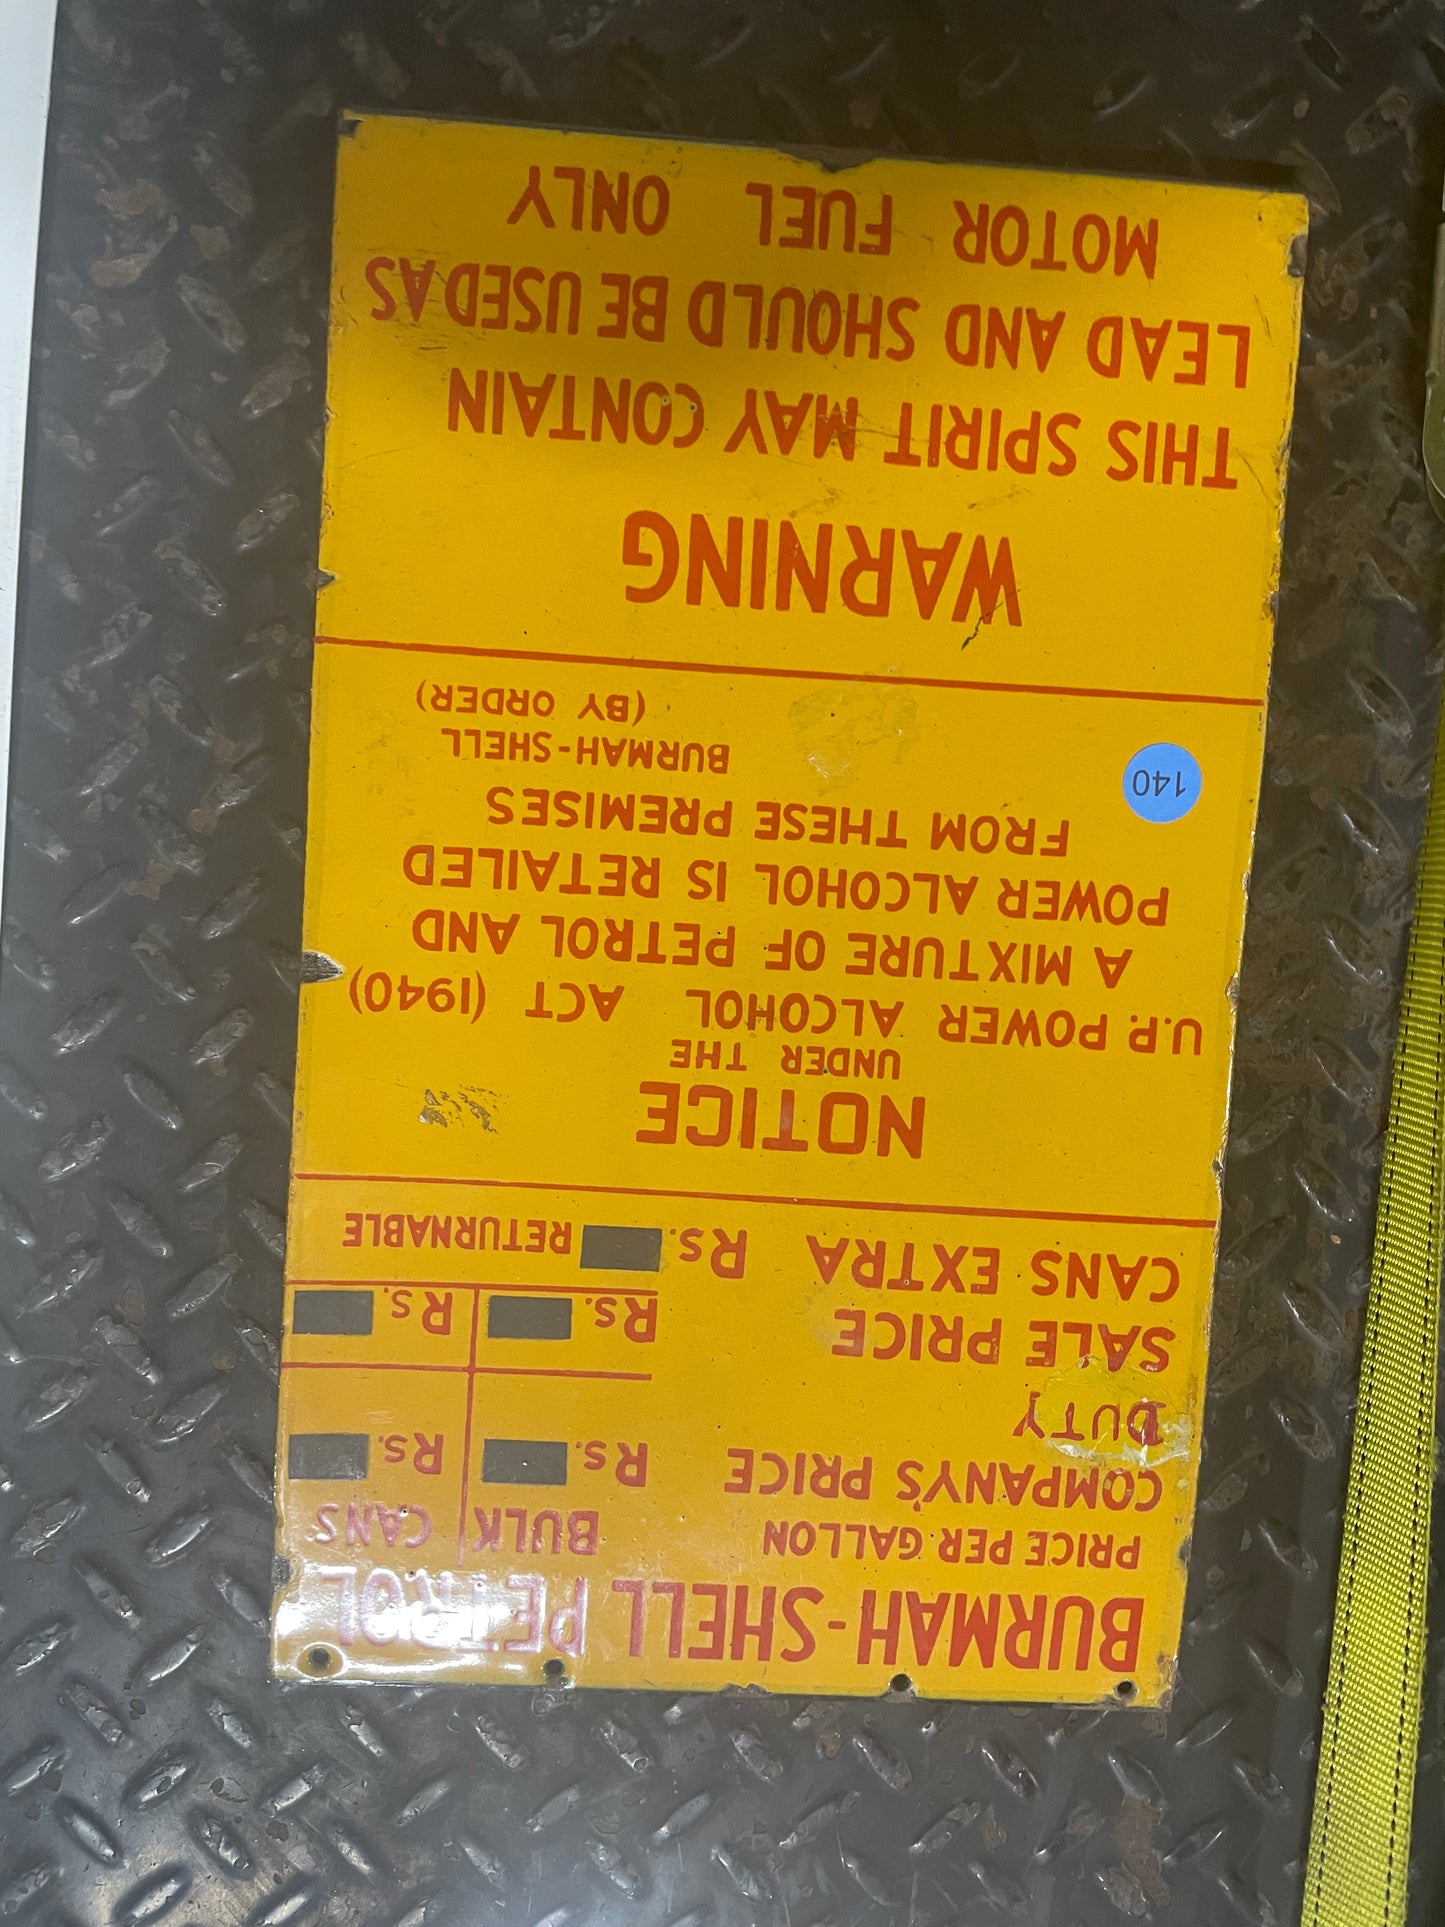 BURMAH-SHELL PETROL
PRICE PER GALLON BULK CANS
COMPANY'S PRICE Rs. Rs.
DUTY
SALE PRICE Rs. Rs.
CANS EXTRA Rs. RETURNABLE
NOTICE
UNDER THE
U.P. POWER ALCOHOL ACT (1940)
A MIXTURE OF PETROL AND
POWER ALCOHOL IS RETAILED
FROM THESE PREMISES
140
BURMAH-SHELL
(BY ORDER)
WARNING
THIS SPIRIT MAY CONTAIN
LEAD AND SHOULD BE USED AS
MOTOR FUEL ONLY